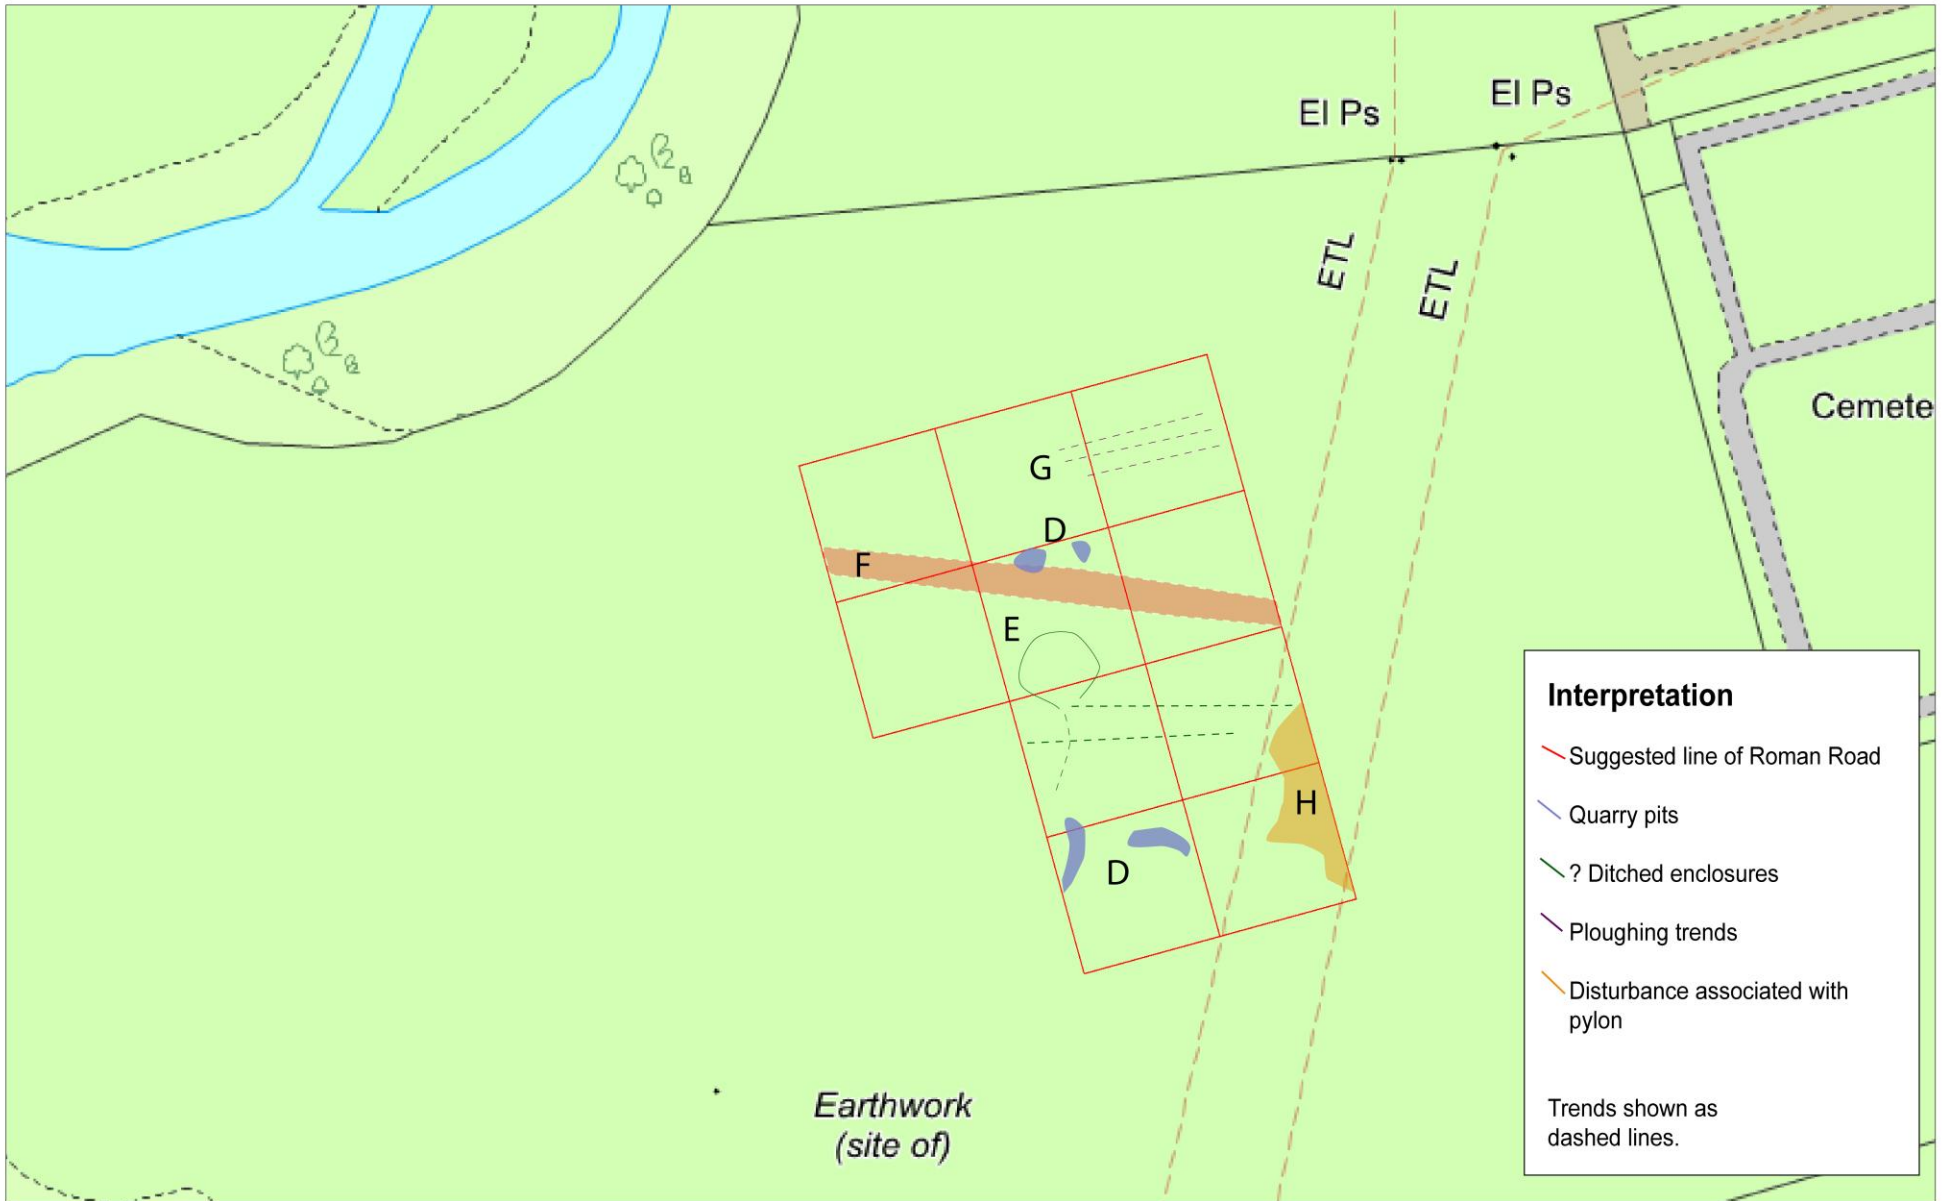 El Ps
El Ps
ETL
ETL
Cemete
G
D
F
E
H
D
Earthwork
(site of)
Interpretation
Suggested line of Roman Road
Quarry pits
? Ditched enclosures
Ploughing trends
Disturbance associated with
pylon
Trends shown as
dashed lines.